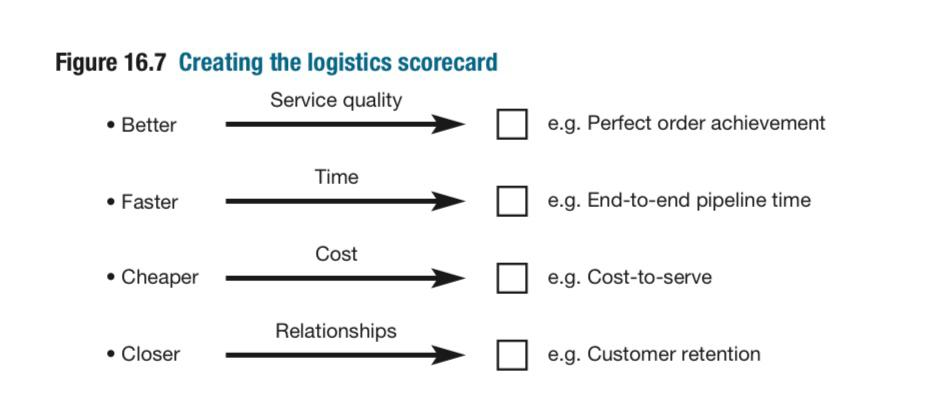 Figure 16.7 Creating the logistics scorecard
• Better Service quality e.g. Perfect order achievement
• Faster Time e.g. End-to-end pipeline time
• Cheaper Cost e.g. Cost-to-serve
• Closer Relationships e.g. Customer retention